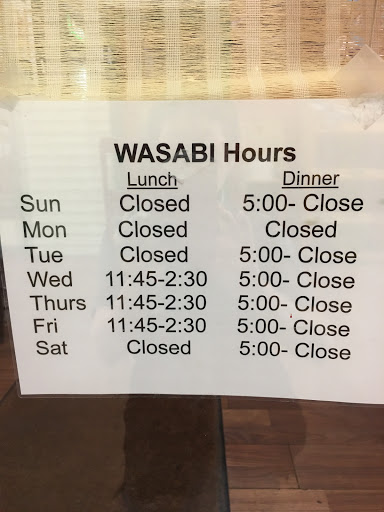 WASABI Hours
Lunch Dinner
Sun Closed 5:00- Close
Mon Closed Closed
Tue Closed 5:00- Close
Wed 11:45-2:30 5:00- Close
Thurs 11:45-2:30 5:00- Close
Fri 11:45-2:30 5:00- Close
Sat Closed 5:00- Close